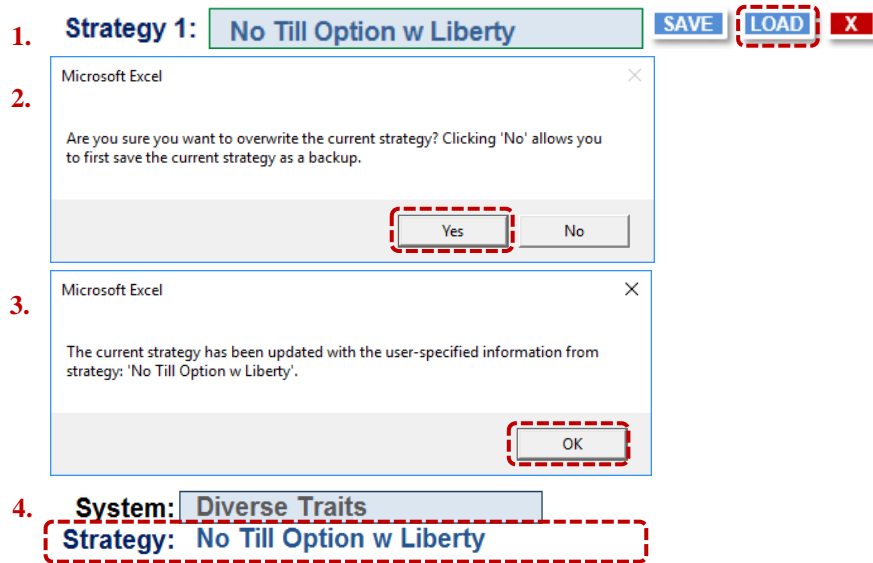 1. Strategy 1: No Till Option w Liberty SAVE LOAD X
2. Microsoft Excel
Are you sure you want to overwrite the current strategy? Clicking 'No' allows you
to first save the current strategy as a backup.
Yes No
3. Microsoft Excel
The current strategy has been updated with the user-specified information from
strategy: 'No Till Option w Liberty'.
OK
4. System: Diverse Traits
Strategy: No Till Option w Liberty